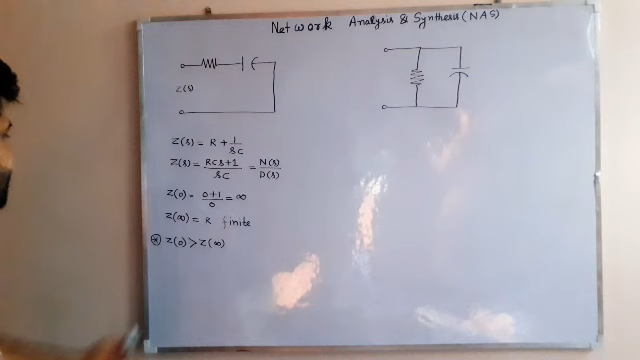 Network Analysis & Synthesis (NAS)
Z(s)
Z(s) = R + 1/sC
Z(s) = RCs+1/sC = N(s)/D(s)
Z(0) = 0+1/0 = ∞
Z(∞) = R finite
* Z(0) > Z(∞)